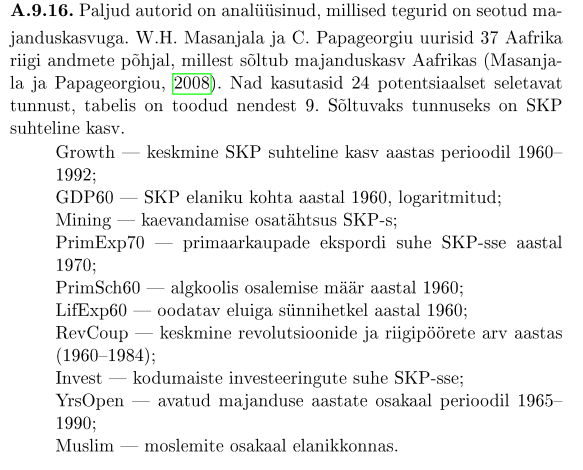 A.9.16. Paljud autorid on analüüsinud, millised tegurid on seotud ma-
janduskasvuga. W.H. Masanjala ja C. Papageorgiu uurisid 37 Aafrika
riigi andmete põhjal, millest sõltub majanduskasv Aafrikas (Masanja-
la ja Papageorgiou, 2008). Nad kasutasid 24 potentsiaalset seletavat
tunnust, tabelis on toodud nendest 9. Sõltuvaks tunnuseks on SKP
suhteline kasv.
Growth — keskmine SKP suhteline kasv aastas perioodil 1960–
1992;
GDP60 — SKP elaniku kohta aastal 1960, logaritmitud;
Mining — kaevandamise osatähtsus SKP-s;
PrimExp70 — primaarkaupade ekspordi suhe SKP-sse aastal
1970;
PrimSch60 — algkoolis osalemise määr aastal 1960;
LifExp60 — oodatav eluiga sünnihetkel aastal 1960;
RevCoup — keskmine revolutsioonide ja riigipöörete arv aastas
(1960–1984);
Invest — kodumaiste investeeringute suhe SKP-sse;
YrsOpen — avatud majanduse aastate osakaal perioodil 1965–
1990;
Muslim — moslemite osakaal elanikkonnas.